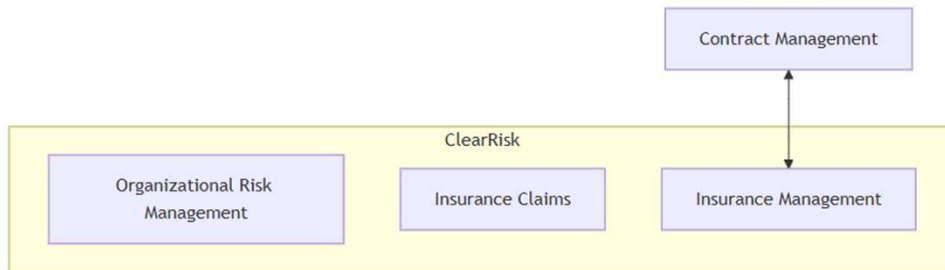 Contract Management
ClearRisk
Organizational Risk
Management
Insurance Claims
Insurance Management